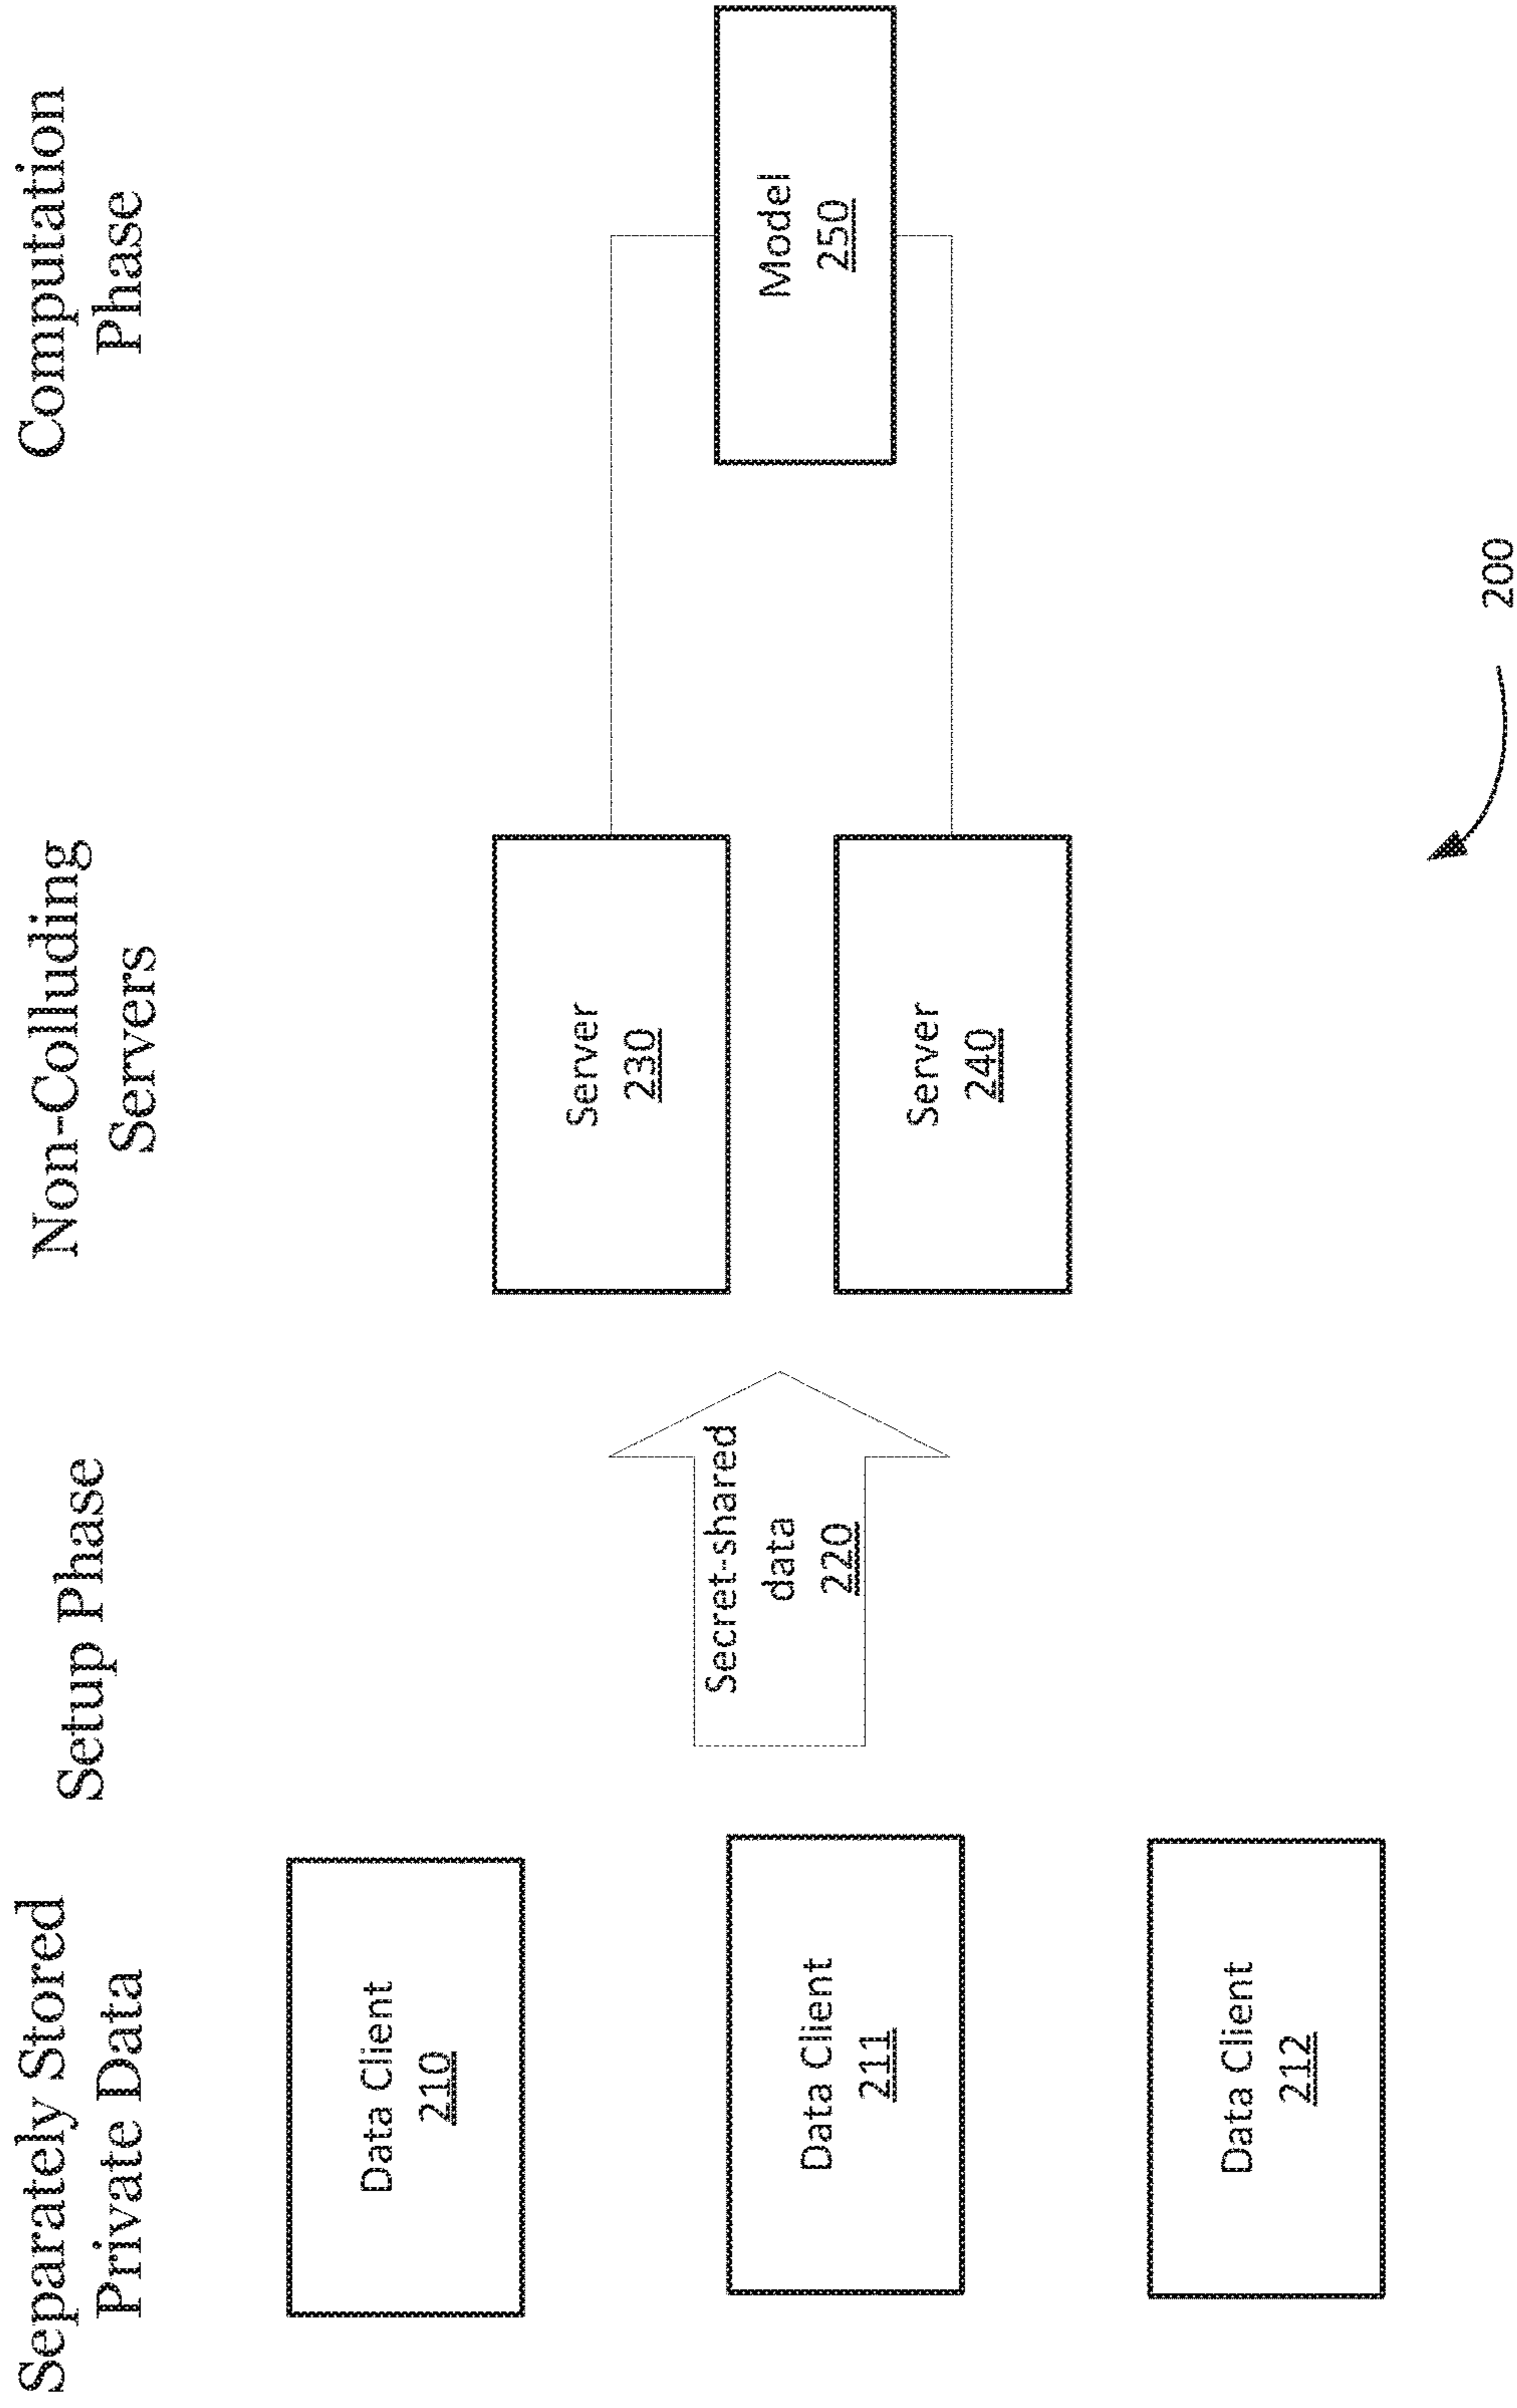 Separately Stored
Private Data
Setup Phase
Non-Colluding
Servers
Computation
Phase
Data Client
210
Data Client
211
Data Client
212
Secret-shared
data
220
Server
230
Server
240
Model
250
200